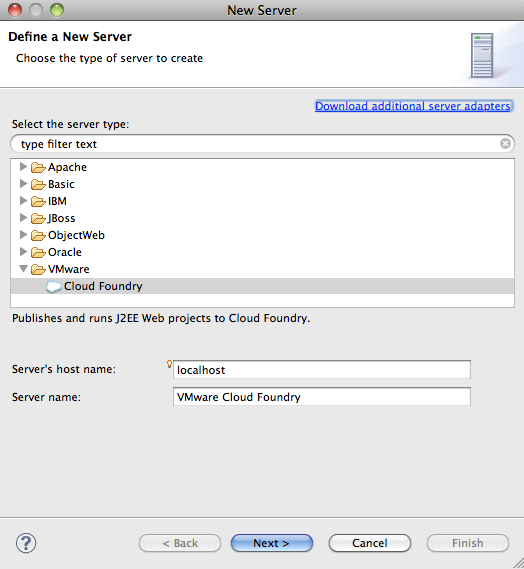 New Server
Define a New Server
Choose the type of server to create
Download additional server adapters
Select the server type:
type filter text
Apache
Basic
IBM
JBoss
ObjectWeb
Oracle
VMware
Cloud Foundry
Publishes and runs J2EE Web projects to Cloud Foundry.
Server's host name:
localhost
Server name:
VMware Cloud Foundry
?
< Back
Next >
Cancel
Finish